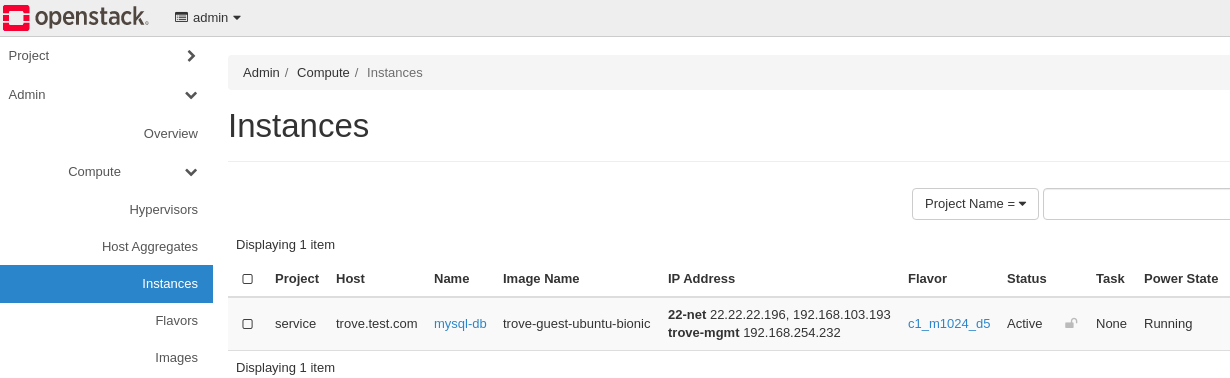 openstack. admin
Project
Admin
Overview
Compute
Hypervisors
Host Aggregates
Instances
Flavors
Images
Admin / Compute / Instances
Instances
Project Name =
Displaying 1 item
Project Host Name Image Name IP Address Flavor Status Task Power State
service trove.test.com mysql-db trove-guest-ubuntu-bionic 22-net 22.22.22.196, 192.168.103.193 c1_m1024_d5 Active None Running
trove-mgmt 192.168.254.232
Displaying 1 item